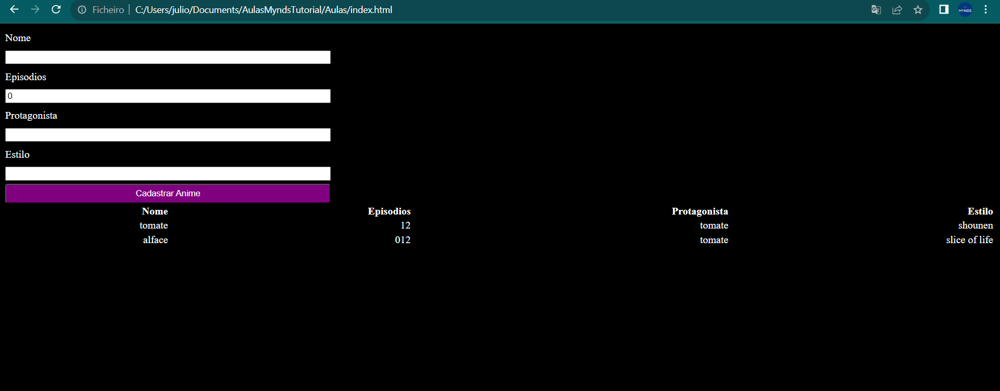 Ficheiro | C:/Users/julio/Documents/AulasMyndsTutorial/Aulas/index.html
MYNDS
Nome
Episodios
0
Protagonista
Estilo
Cadastrar Anime
Nome Episodios Protagonista Estilo
tomate 12 tomate shounen
alface 012 tomate slice of life